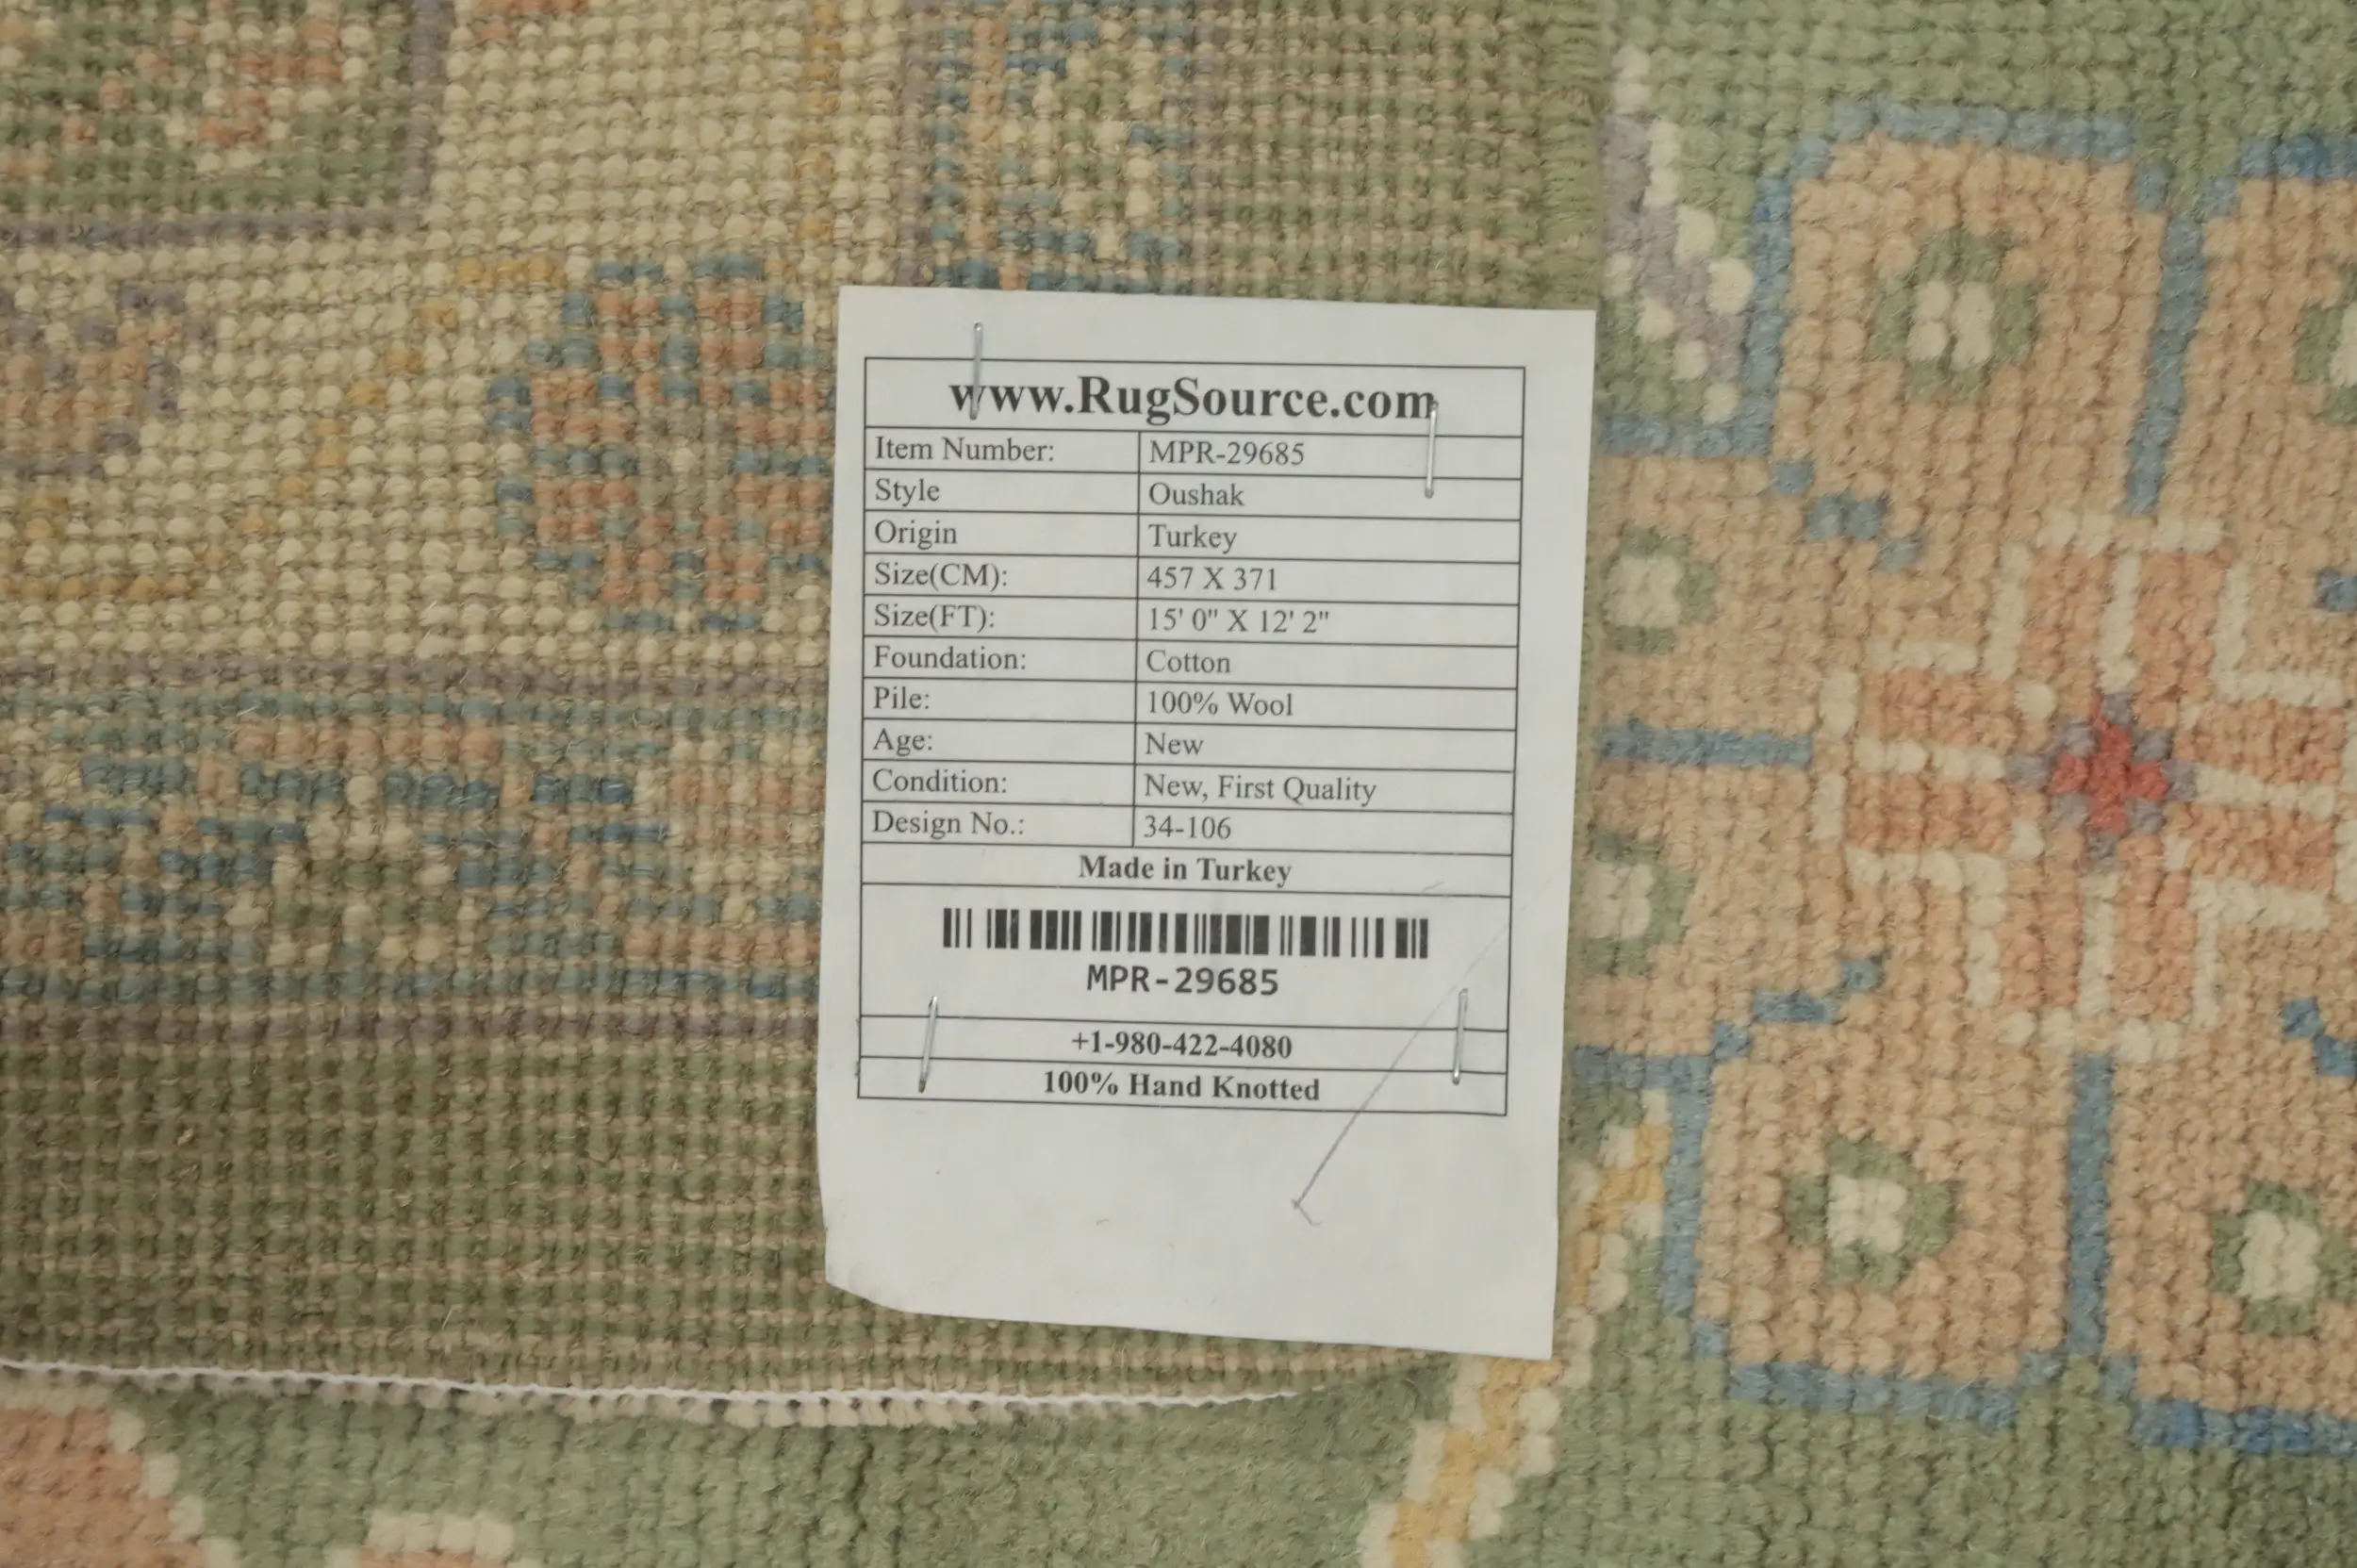 www.RugSource.com
Item Number: MPR-29685
Style Oushak
Origin Turkey
Size(CM): 457 X 371
Size(FT): 15' 0" X 12' 2"
Foundation: Cotton
Pile: 100% Wool
Age: New
Condition: New, First Quality
Design No.: 34-106
Made in Turkey
MPR-29685
+1-980-422-4080
100% Hand Knotted